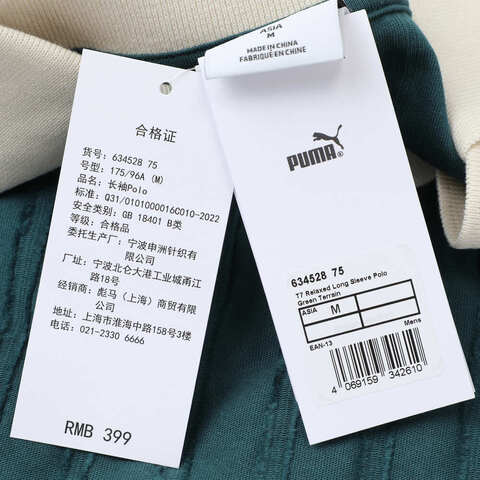 ASIA
M
MADE IN CHINA
FABRIQUÉ EN CHINE
合格证
货号: 634528 75
号型: 175/96A (M)
品名: 长袖Polo
标准: Q31/0101000016C010-2022
安全类别: GB 18401 B类
等级: 合格品
委托生产厂: 宁波申洲针织有
限公司
厂址: 宁波北仑大港工业城甬江
路18号
经销商: 彪马(上海)商贸有限公
公司
地址: 上海市淮海中路158号3楼
电话: 021-2330 6666
RMB 399
PUMA®
634528 75
T7 Relaxed Long Sleeve Polo
Green Terrain
ASIA M
EAN-13
Mens
4 069159 342610